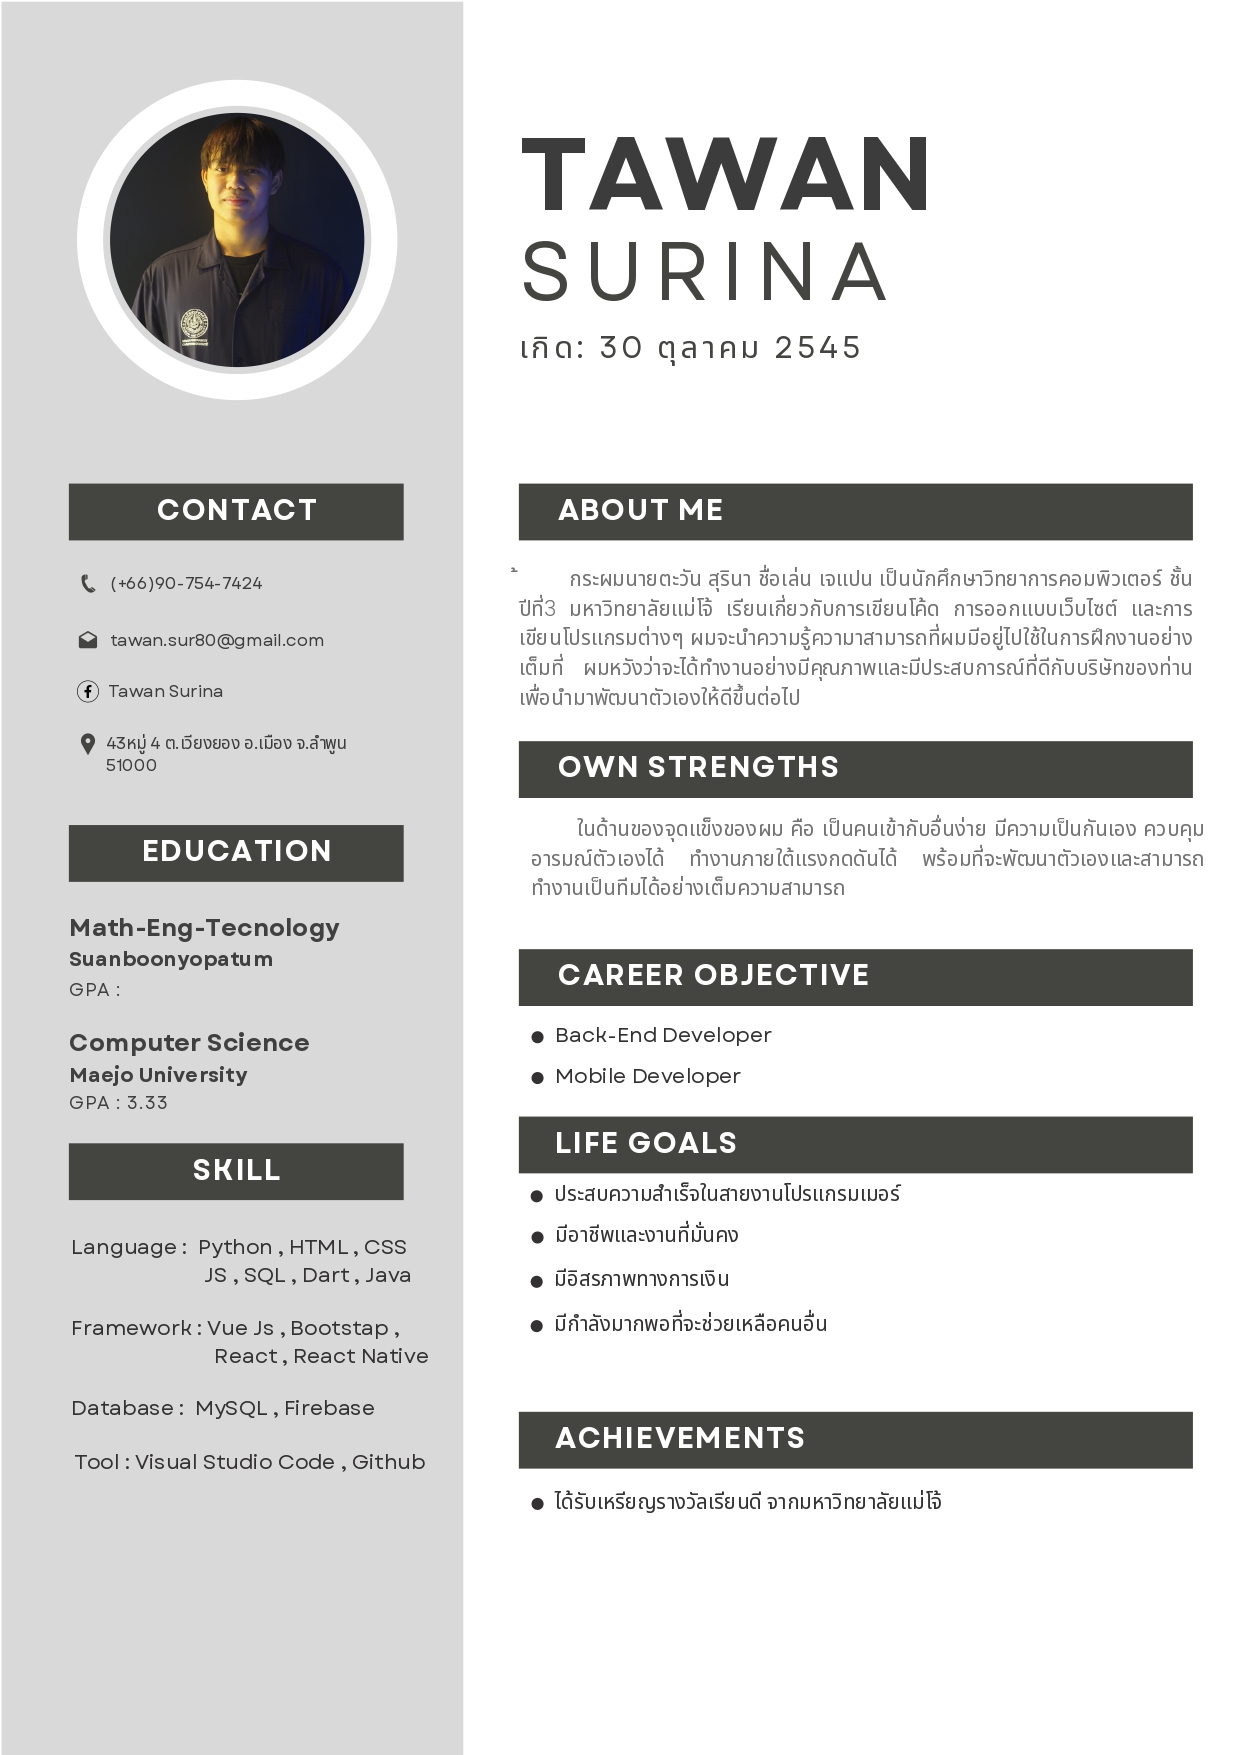 TAWAN
SURINA
เกิด: 30 ตุลาคม 2545
CONTACT
(+66)90-754-7424
tawan.sur80@gmail.com
Tawan Surina
43หมู่ 4 ต.เวียงยอง อ.เมือง จ.ลำพูน
51000
EDUCATION
Math-Eng-Tecnology
Suanboonyopatum
GPA :
Computer Science
Maejo University
GPA : 3.33
SKILL
Language : Python , HTML , CSS
JS , SQL , Dart , Java
Framework : Vue Js , Bootstap ,
React , React Native
Database : MySQL , Firebase
Tool : Visual Studio Code , Github
ABOUT ME
กระผมนายตะวัน สุรินา ชื่อเล่น เจแปน เป็นนักศึกษาวิทยาการคอมพิวเตอร์ ชั้น
ปีที่3 มหาวิทยาลัยแม่โจ้ เรียนเกี่ยวกับการเขียนโค้ด การออกแบบเว็บไซต์ และการ
เขียนโปรแกรมต่างๆ ผมจะนำความรู้ความาสามารถที่ผมมีอยู่ไปใช้ในการฝึกงานอย่าง
เต็มที่ ผมหวังว่าจะได้ทำงานอย่างมีคุณภาพและมีประสบการณ์ที่ดีกับบริษัทของท่าน
เพื่อนำมาพัฒนาตัวเองให้ดีขึ้นต่อไป
OWN STRENGTHS
ในด้านของจุดแข็งของผม คือ เป็นคนเข้ากับอื่นง่าย มีความเป็นกันเอง ควบคุม
อารมณ์ตัวเองได้ ทำงานภายใต้แรงกดดันได้ พร้อมที่จะพัฒนาตัวเองและสามารถ
ทำงานเป็นทีมได้อย่างเต็มความสามารถ
CAREER OBJECTIVE
● Back-End Developer
● Mobile Developer
LIFE GOALS
● ประสบความสำเร็จในสายงานโปรแกรมเมอร์
● มีอาชีพและงานที่มั่นคง
● มีอิสรภาพทางการเงิน
● มีกำลังมากพอที่จะช่วยเหลือคนอื่น
ACHIEVEMENTS
● ได้รับเหรียญรางวัลเรียนดี จากมหาวิทยาลัยแม่โจ้